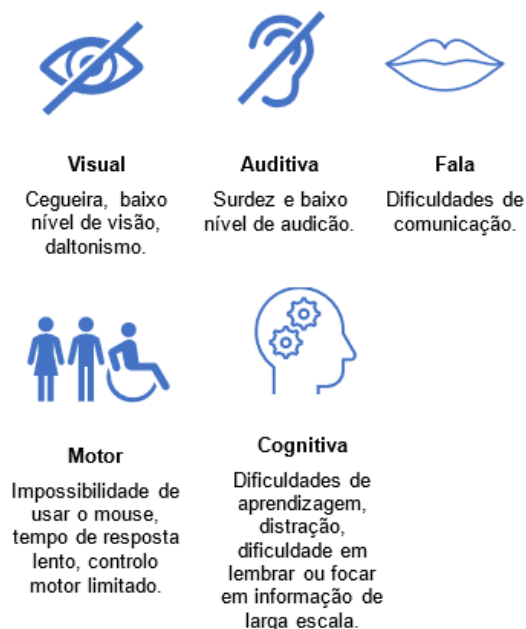 Visual
Cegueira, baixo
nível de visão,
daltonismo.
Auditiva
Surdez e baixo
nível de audicão.
Fala
Dificuldades de
comunicação.
Motor
Impossibilidade de
usar o mouse,
tempo de resposta
lento, controlo
motor limitado.
Cognitiva
Dificuldades de
aprendizagem,
distração,
dificuldade em
lembrar ou focar
em informação de
larga escala.